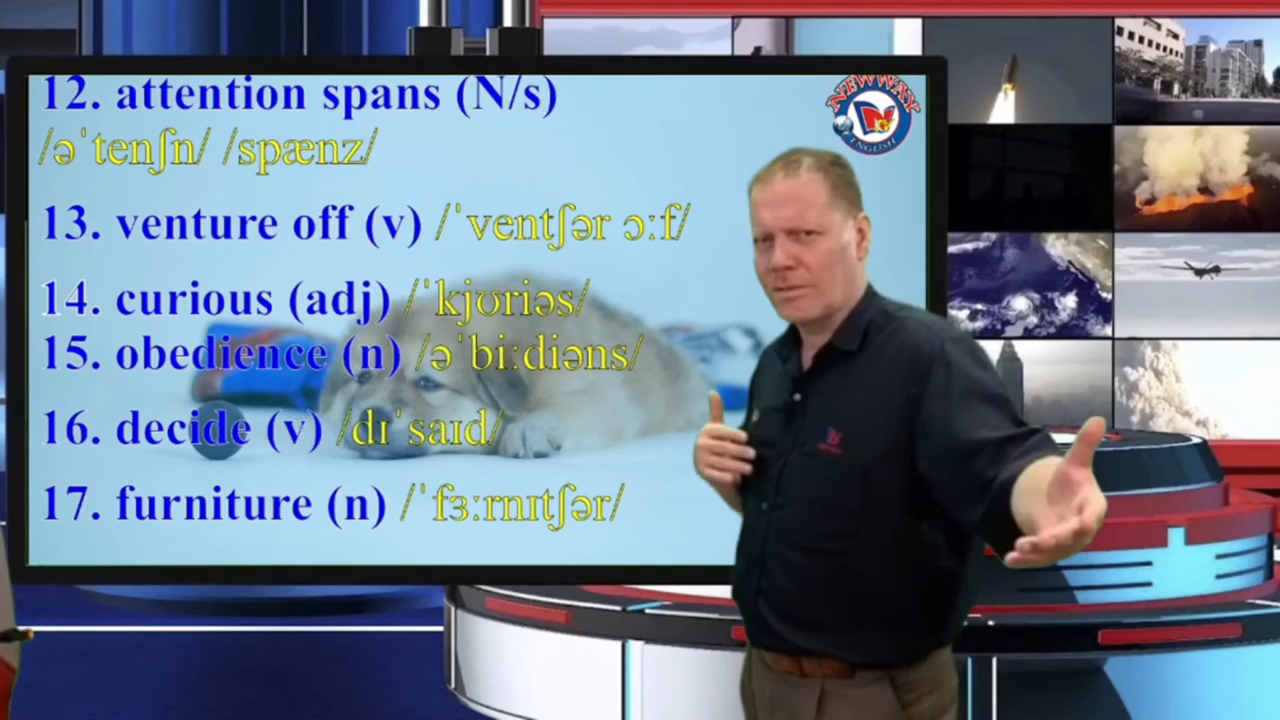 12. attention spans (N/s)
/əˈtenʃn/ /spænz/
13. venture off (v) /ˈventʃər ɔːf/
14. curious (adj) /ˈkjʊriəs/
15. obedience (n) /əˈbiːdiəns/
16. decide (v) /dɪˈsaɪd/
17. furniture (n) /ˈfɜːrnɪtʃər/
NEWWAY
ENGLISH